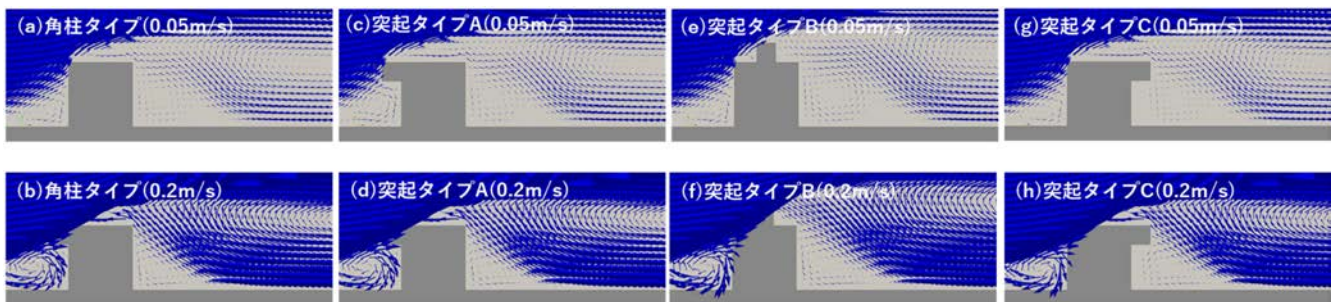 (a)角柱タイプ(0.05m/s)
(c)突起タイプA(0.05m/s)
(e)突起タイプB(0.05m/s)
(g)突起タイプC(0.05m/s)
(b)角柱タイプ(0.2m/s)
(d)突起タイプA(0.2m/s)
(f)突起タイプB(0.2m/s)
(h)突起タイプC(0.2m/s)